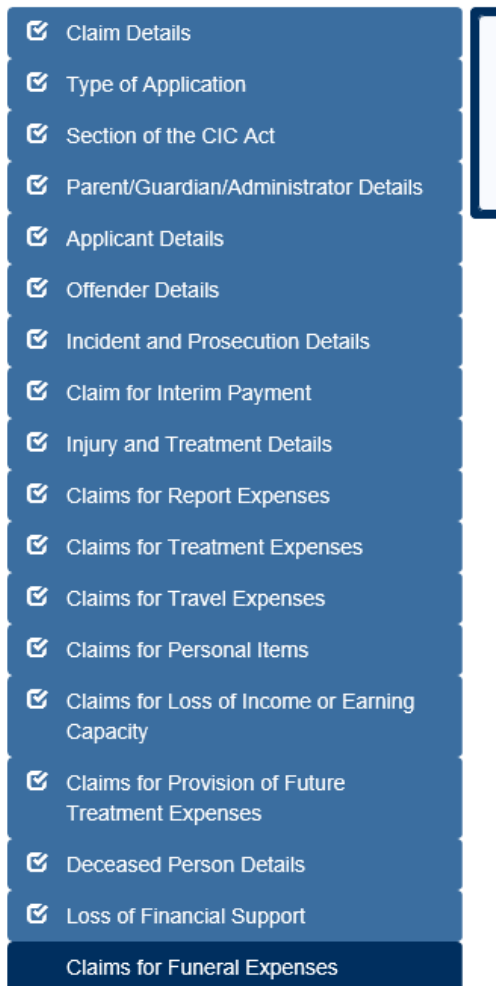 Claim Details
Type of Application
Section of the CIC Act
Parent/Guardian/Administrator Details
Applicant Details
Offender Details
Incident and Prosecution Details
Claim for Interim Payment
Injury and Treatment Details
Claims for Report Expenses
Claims for Treatment Expenses
Claims for Travel Expenses
Claims for Personal Items
Claims for Loss of Income or Earning
Capacity
Claims for Provision of Future
Treatment Expenses
Deceased Person Details
Loss of Financial Support
Claims for Funeral Expenses